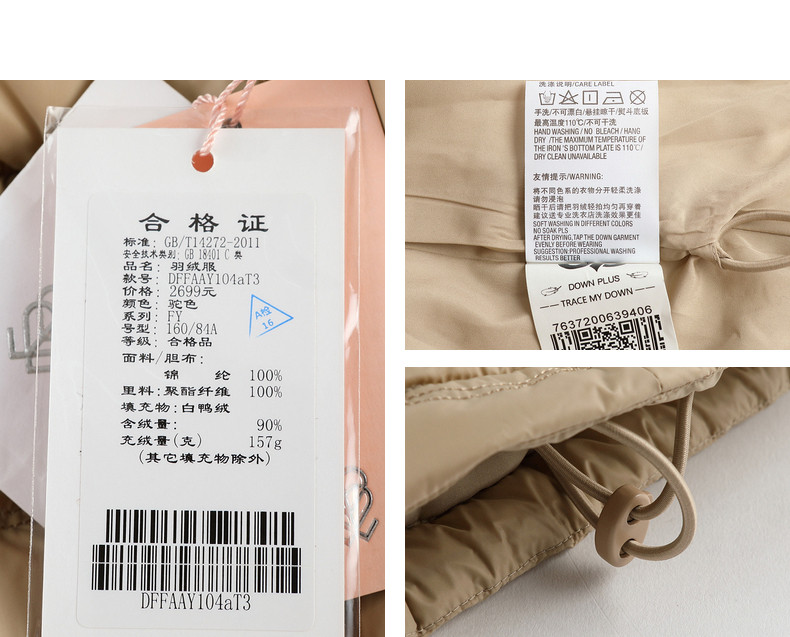 合格证
标准: GB/T14272-2011
安全技术类别: GB 18401 C 类
品名: 羽绒服
款号: DFFAAY104aT3
价格: 2699元
颜色: 驼色
系列: FY
号型: 160/84A
等级: 合格品
面料/胆布:
锦 纶 100%
里料: 聚酯纤维 100%
填充物: 白鸭绒
含绒量: 90%
充绒量(克) 157g
(其它填充物除外)
A检
16
DFFAAY104aT3
洗涤说明/CARE LABEL
手洗/不可漂白/悬挂晾干/熨斗底板
最高温度110℃/不可干洗
HAND WASHING / NO BLEACH / HANG
DRY /THE MAXIMUM TEMPERATURE OF
THE IRON 'S BOTTOM PLATE IS 110℃/
DRY CLEAN UNAVAILABLE
友情提示/WARNING:
将不同色系的衣物分开轻柔洗涤
请勿浸泡
晾干后请把羽绒轻拍均匀再穿着
建议送专业洗衣店洗涤效果更佳
SOFT WASHING IN DIFFERENT COLORS
NO SOAK PLS
AFTER DRYING,TAP THE DOWN GARMENT
EVENLY BEFORE WEARING
SUGGESTION:PROFESSIONAL WASHING
RESULTS BETTER
DOWN PLUS
TRACE MY DOWN
7637200639406